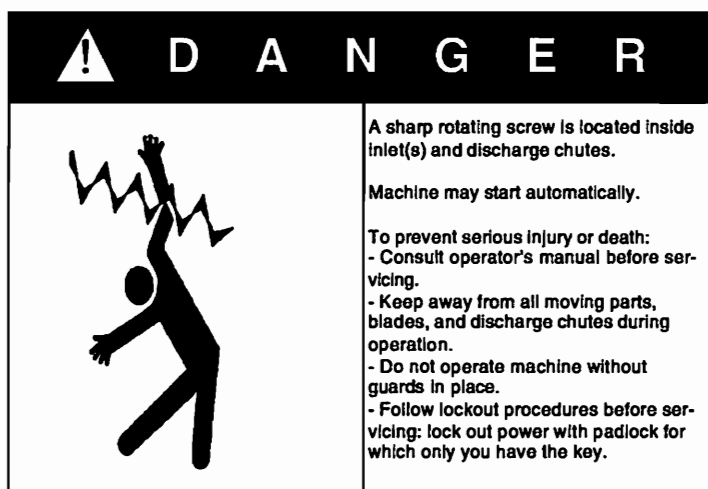 DANGER
A sharp rotating screw is located inside
inlet(s) and discharge chutes.
Machine may start automatically.
To prevent serious injury or death:
- Consult operator's manual before ser-
vicing.
- Keep away from all moving parts,
blades, and discharge chutes during
operation.
- Do not operate machine without
guards in place.
- Follow lockout procedures before ser-
vicing: lock out power with padlock for
which only you have the key.